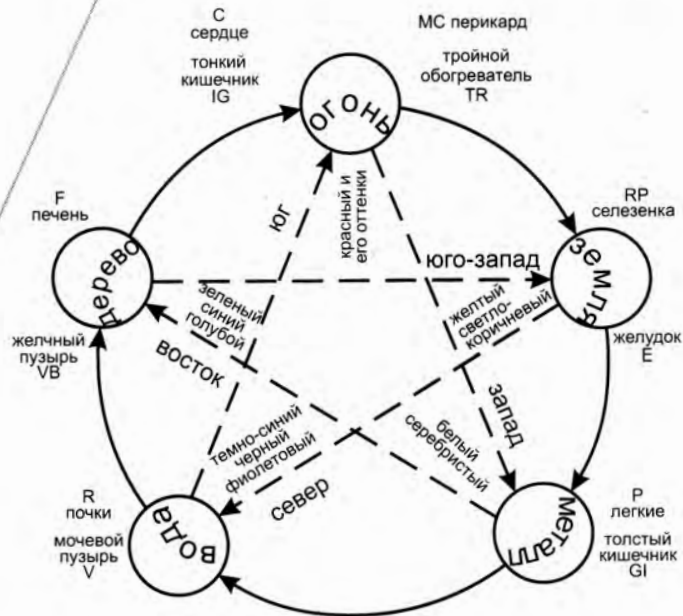 С
сердце
тонкий
кишечник
IG
МС перикард
тройной
обогреватель
TR
огонь
F
печень
дерево
желчный
пузырь
VB
RP
селезенка
земля
желудок
E
юг
красный и
его оттенки
юго-запад
зеленый
синий
голубой
желтый
светло-
коричневый
восток
запад
темно-синий
черный
фиолетовый
север
белый
серебристый
R
почки
мочевой
пузырь
V
вода
P
легкие
толстый
кишечник
GI
металл